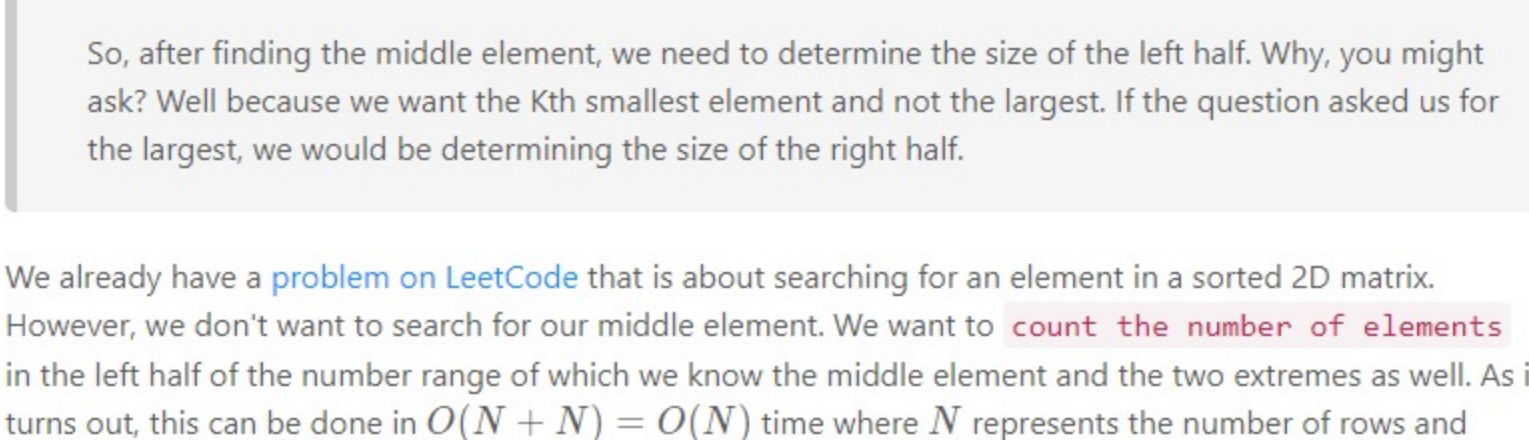 So, after finding the middle element, we need to determine the size of the left half. Why, you might
ask? Well because we want the Kth smallest element and not the largest. If the question asked us for
the largest, we would be determining the size of the right half.
We already have a problem on LeetCode that is about searching for an element in a sorted 2D matrix.
However, we don't want to search for our middle element. We want to count the number of elements
in the left half of the number range of which we know the middle element and the two extremes as well. As
turns out, this can be done in O(N + N) = O(N) time where N represents the number of rows and